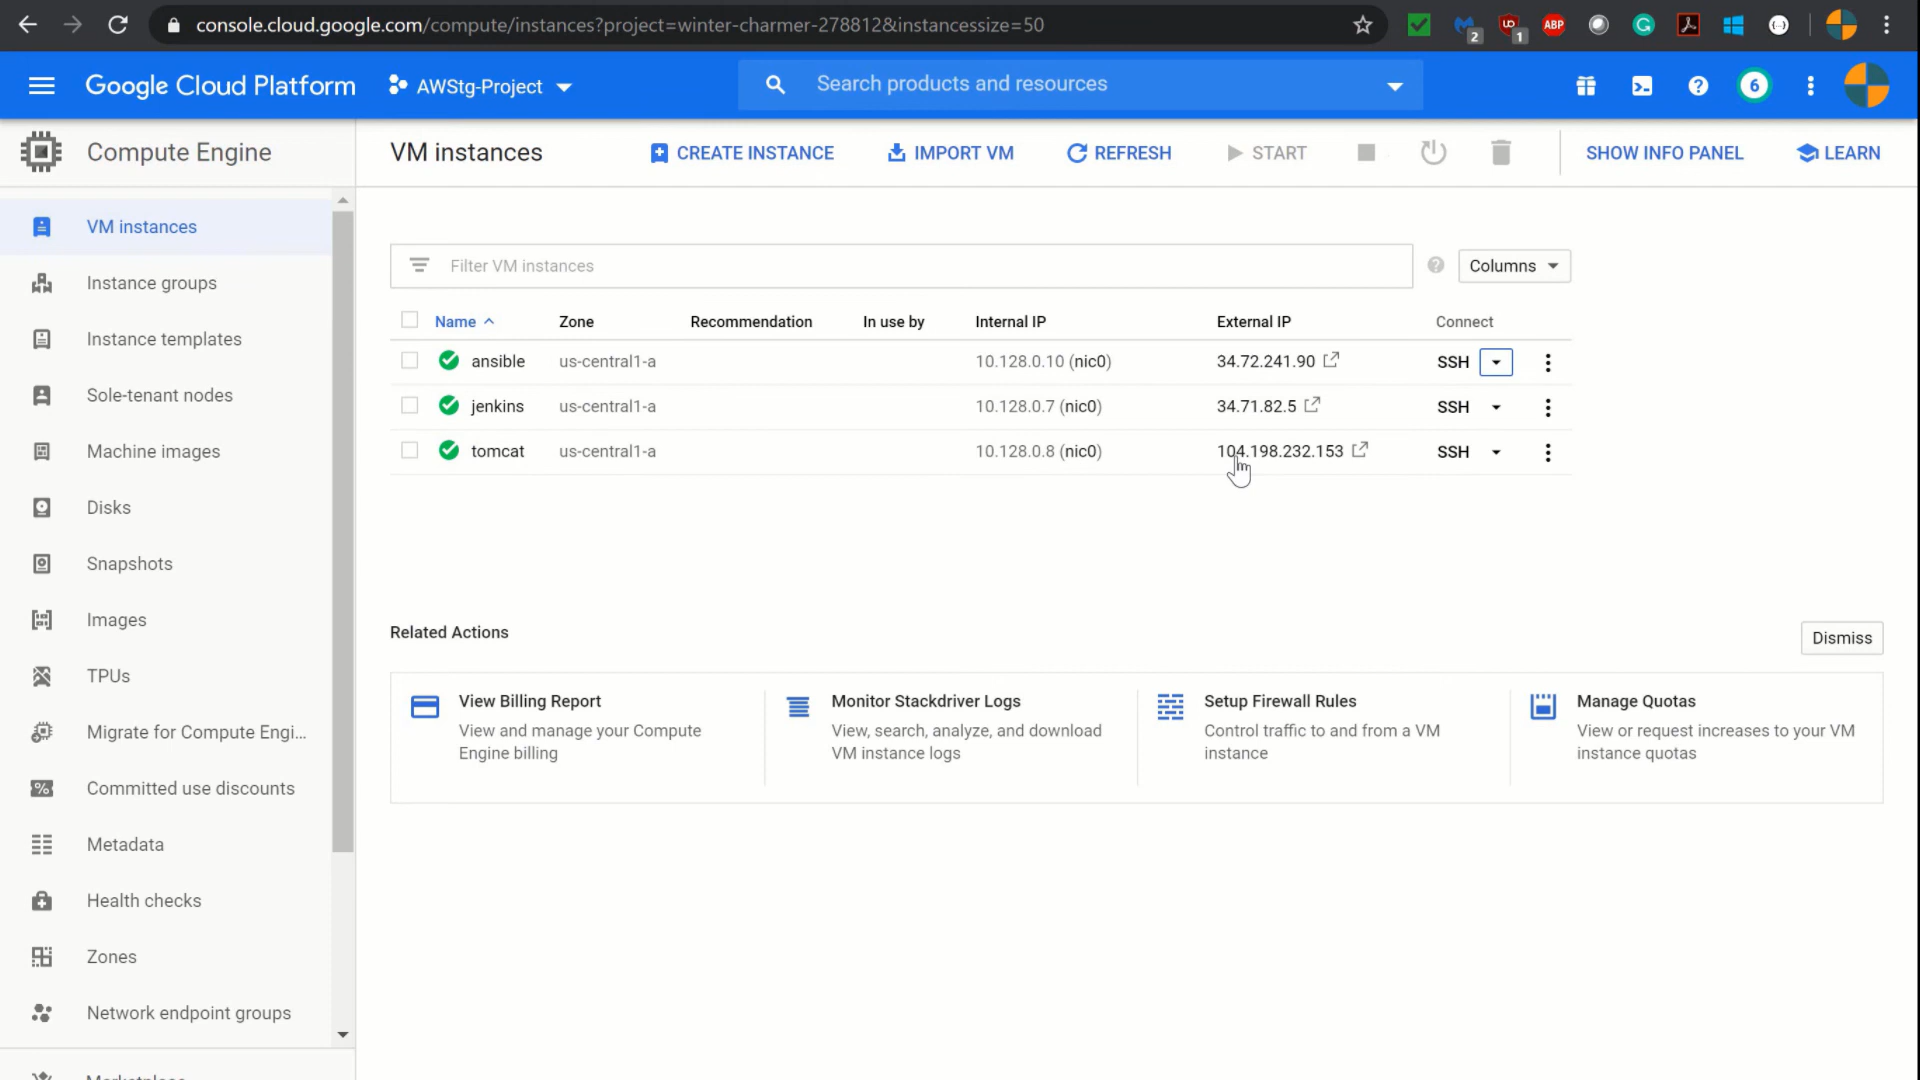 console.cloud.google.com/compute/instances?project=winter-charmer-278812&instancessize=50
2
1
ABP
Google Cloud Platform
AWStg-Project
Search products and resources
6
Compute Engine
VM instances
CREATE INSTANCE
IMPORT VM
REFRESH
START
SHOW INFO PANEL
LEARN
VM instances
Instance groups
Instance templates
Sole-tenant nodes
Machine images
Disks
Snapshots
Images
TPUs
Migrate for Compute Engi...
Committed use discounts
Metadata
Health checks
Zones
Network endpoint groups
Filter VM instances
Columns
Name Zone Recommendation In use by Internal IP External IP Connect
ansible us-central1-a 10.128.0.10 (nic0) 34.72.241.90 SSH
jenkins us-central1-a 10.128.0.7 (nic0) 34.71.82.5 SSH
tomcat us-central1-a 10.128.0.8 (nic0) 104.198.232.153 SSH
Related Actions
Dismiss
View Billing Report
View and manage your Compute
Engine billing
Monitor Stackdriver Logs
View, search, analyze, and download
VM instance logs
Setup Firewall Rules
Control traffic to and from a VM
instance
Manage Quotas
View or request increases to your VM
instance quotas